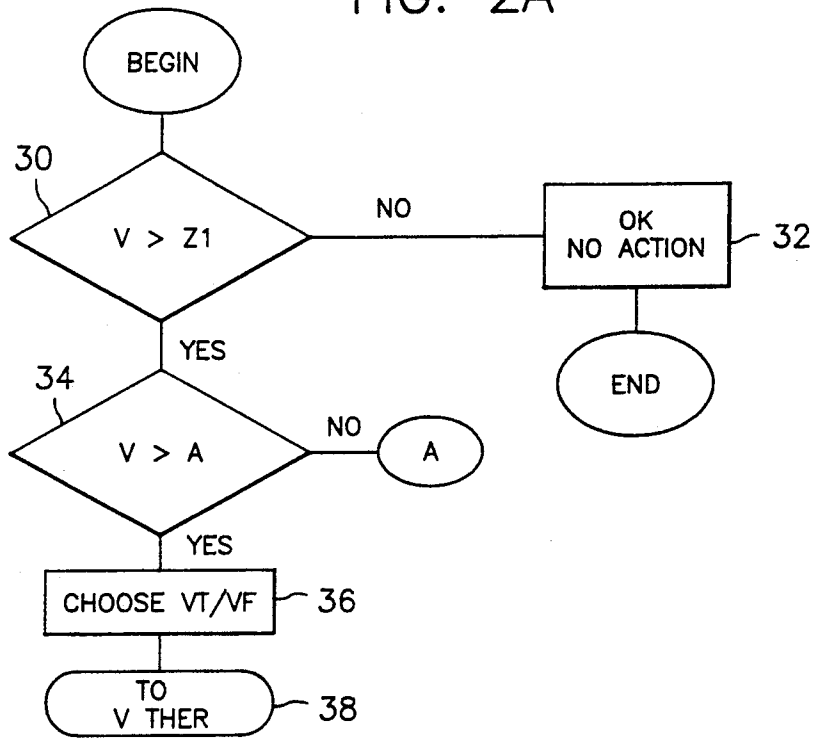 FIG. 2A
BEGIN
30
V > Z1
NO
OK
NO ACTION
32
YES
END
34
V > A
NO
A
YES
CHOOSE VT/VF
36
TO
V THER
38